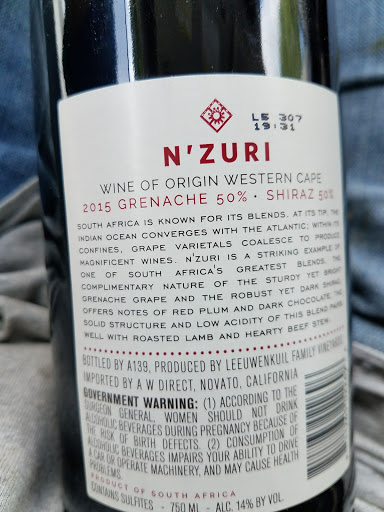 L5 307
19:31
N'ZURI
WINE OF ORIGIN WESTERN CAPE
2015 GRENACHE 50% • SHIRAZ 50%
SOUTH AFRICA IS KNOWN FOR ITS BLENDS. AT ITS TIP, THE
INDIAN OCEAN CONVERGES WITH THE ATLANTIC; WITHIN ITS
CONFINES, GRAPE VARIETALS COALESCE TO PRODUCE
MAGNIFICENT WINES. N'ZURI IS A STRIKING EXAMPLE OF
ONE OF SOUTH AFRICA'S GREATEST BLENDS. THE
COMPLIMENTARY NATURE OF THE STURDY YET BRIGHT
GRENACHE GRAPE AND THE ROBUST YET DARK SHIRAZ
OFFERS NOTES OF RED PLUM AND DARK CHOCOLATE. THE
SOLID STRUCTURE AND LOW ACIDITY OF THIS BLEND PAIRS
WELL WITH ROASTED LAMB AND HEARTY BEEF STEW.
BOTTLED BY A139, PRODUCED BY LEEUWENKUIL FAMILY
IMPORTED BY A W DIRECT, NOVATO, CALIFORNIA
GOVERNMENT WARNING: (1) ACCORDING TO THE
SURGEON GENERAL, WOMEN SHOULD NOT DRINK
ALCOHOLIC BEVERAGES DURING PREGNANCY BECAUSE OF
THE RISK OF BIRTH DEFECTS. (2) CONSUMPTION OF
ALCOHOLIC BEVERAGES IMPAIRS YOUR ABILITY TO DRIVE
A CAR OR OPERATE MACHINERY, AND MAY CAUSE HEALTH
PROBLEMS.
PRODUCT OF SOUTH AFRICA
CONTAINS SULFITES - 750 ML - ALC. 14% BY VOL.